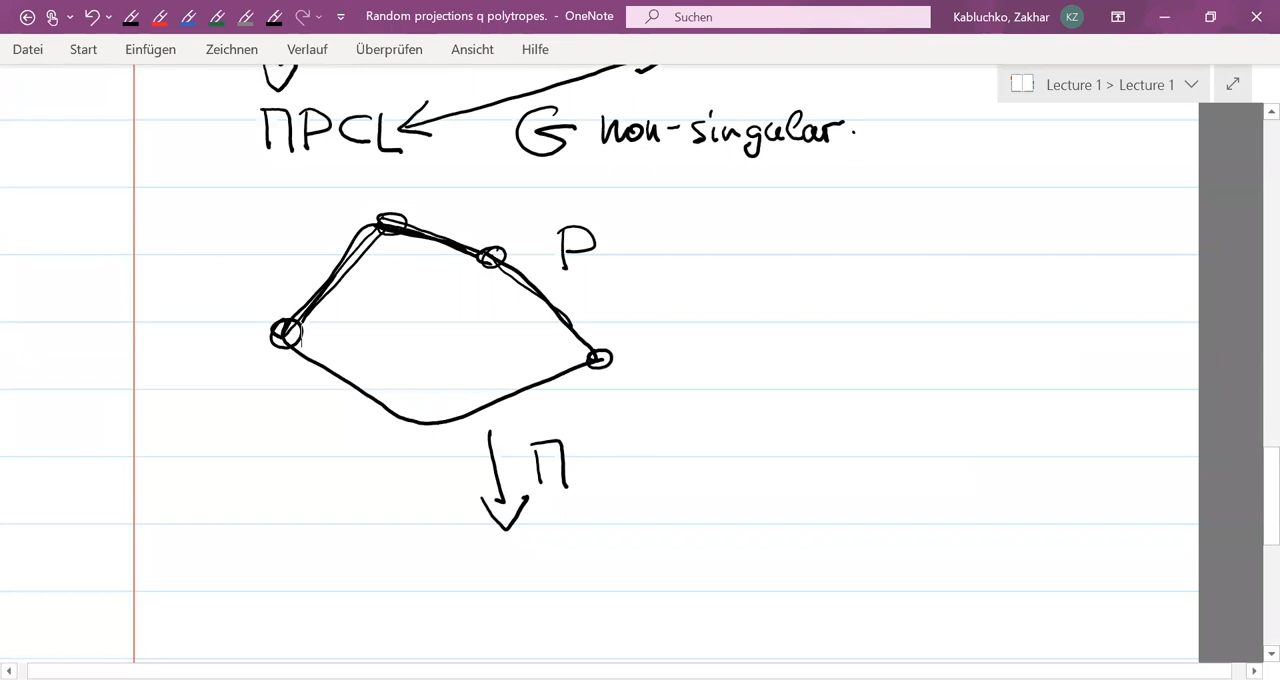 Random projections q polytropes. - OneNote
Suchen
Kabluchko, Zakhar
KZ
Datei Start Einfügen Zeichnen Verlauf Überprüfen Ansicht Hilfe
Lecture 1 > Lecture 1
ΠP⊂L G non-singular.
P
Π